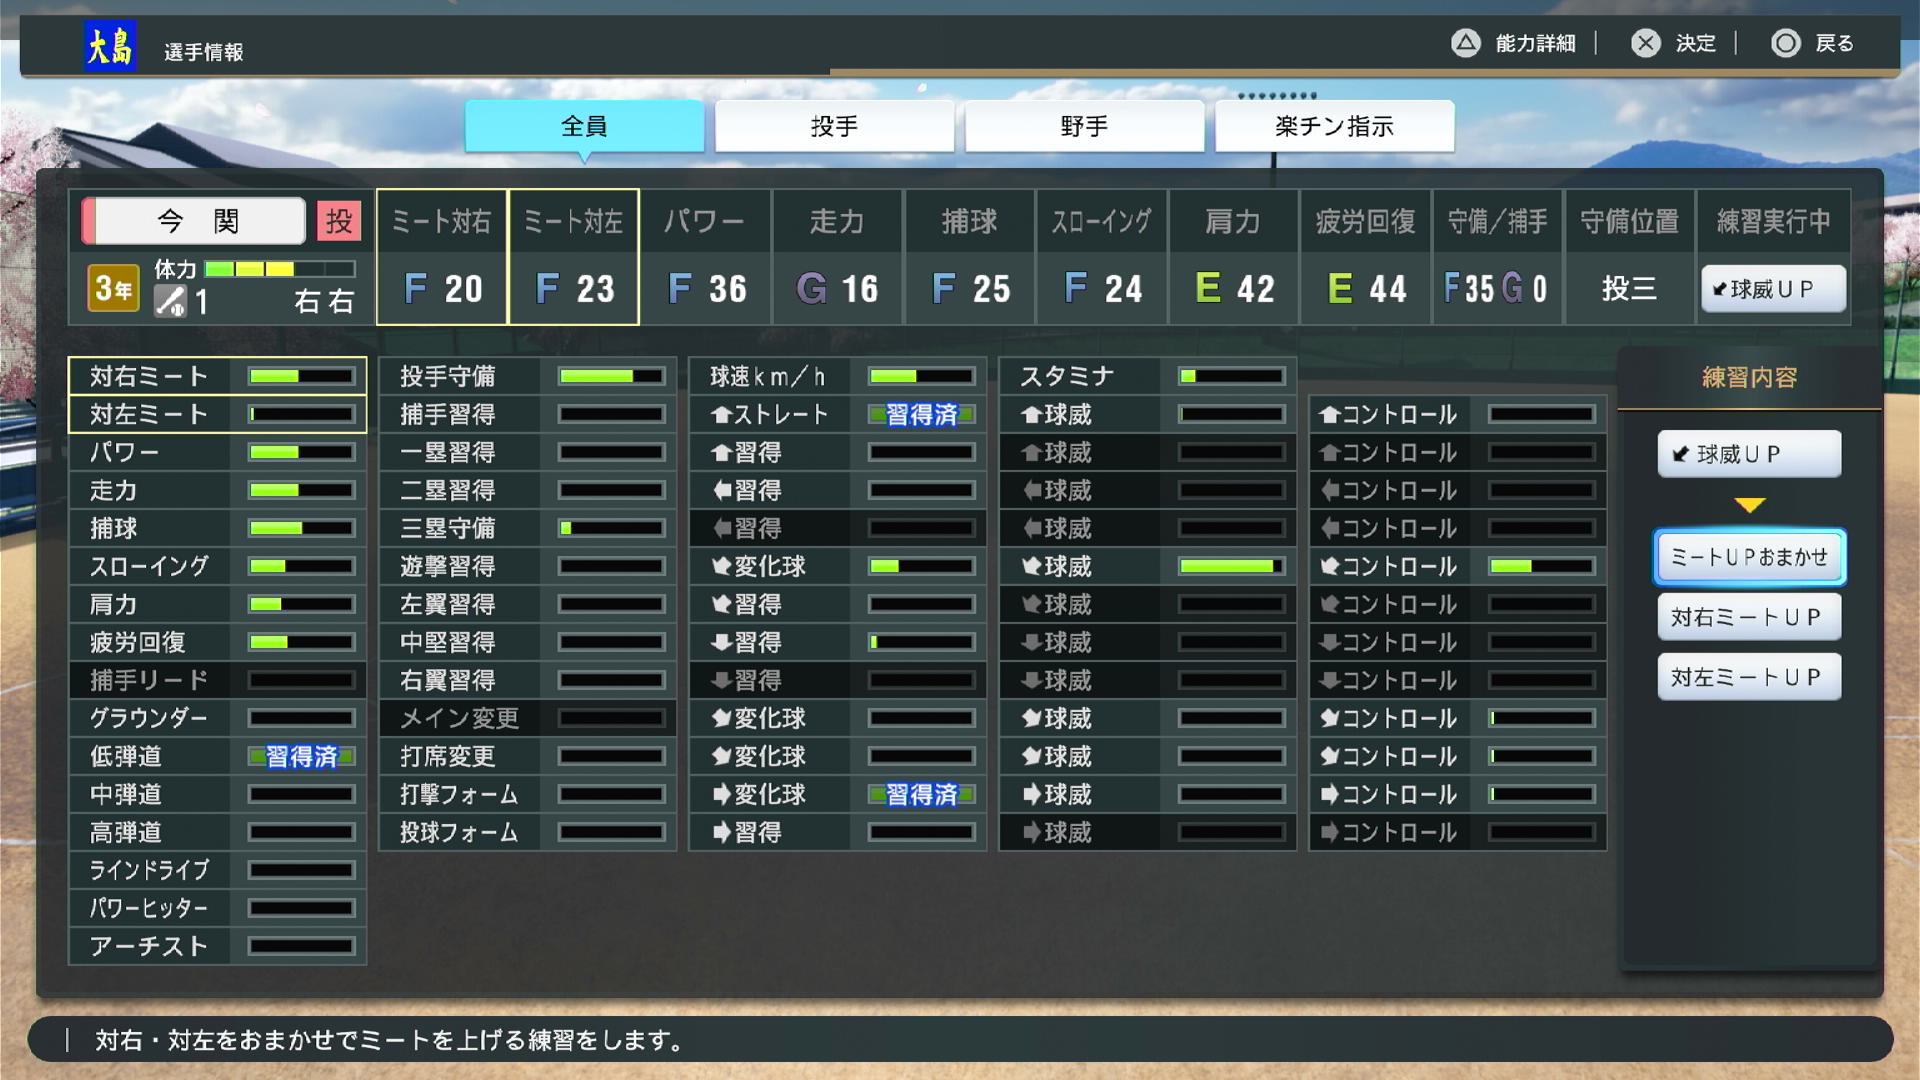 大島 選手情報 能力詳細 決定 戻る
全員 投手 野手 楽チン指示
今 関 投 ミート対右 ミート対左 パワー 走力 捕球 スローイング 肩力 疲労回復 守備/捕手 守備位置 練習実行中
3年 体力 1 右右 F 20 F 23 F 36 G 16 F 25 F 24 E 42 E 44 F35 G 0 投三 球威UP
対右ミート 投手守備 球速km/h スタミナ
対左ミート 捕手習得 ストレート 習得済 球威 コントロール
パワー 一塁習得 習得 球威 コントロール
走力 二塁習得 習得 球威 コントロール
捕球 三塁守備 習得 球威 コントロール
スローイング 遊撃習得 変化球 球威 コントロール
肩力 左翼習得 習得 球威 コントロール
疲労回復 中堅習得 習得 球威 コントロール
捕手リード 右翼習得 習得 球威 コントロール
グラウンダー メイン変更 変化球 球威 コントロール
低弾道 習得済 打席変更 変化球 球威 コントロール
中弾道 打撃フォーム 変化球 習得済 球威 コントロール
高弾道 投球フォーム 習得 球威 コントロール
ラインドライブ
パワーヒッター
アーチスト
練習内容
球威UP
ミートUPおまかせ
対右ミートUP
対左ミートUP
対右・対左をおまかせでミートを上げる練習をします。